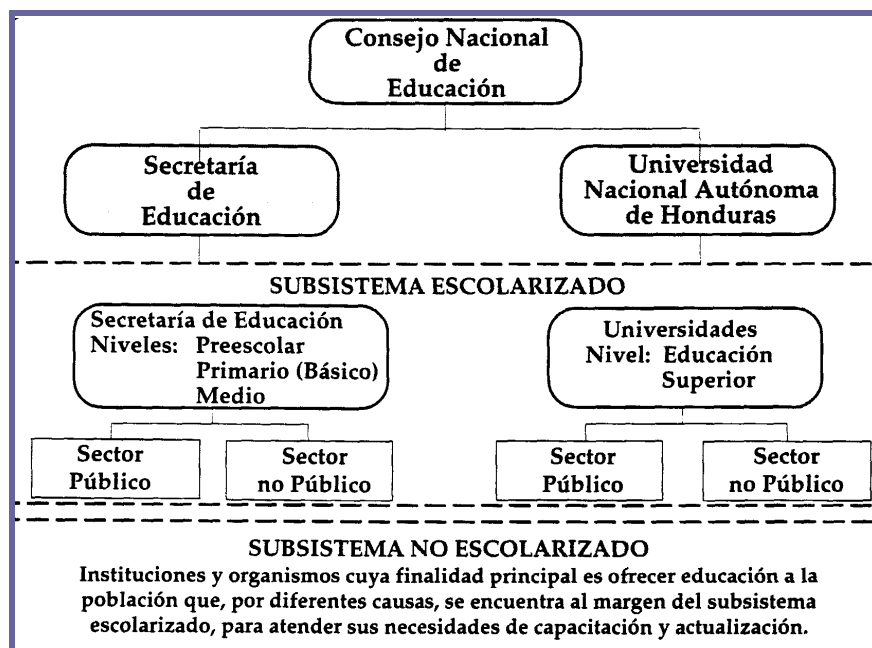 Consejo Nacional
de
Educación
Secretaría
de
Educación
Universidad
Nacional Autónoma
de Honduras
SUBSISTEMA ESCOLARIZADO
Secretaría de Educación
Niveles: Preescolar
Primario (Básico)
Medio
Universidades
Nivel: Educación
Superior
Sector
Público
Sector
no Público
Sector
Público
Sector
no Público
SUBSISTEMA NO ESCOLARIZADO
Instituciones y organismos cuya finalidad principal es ofrecer educación a la
población que, por diferentes causas, se encuentra al margen del subsistema
escolarizado, para atender sus necesidades de capacitación y actualización.